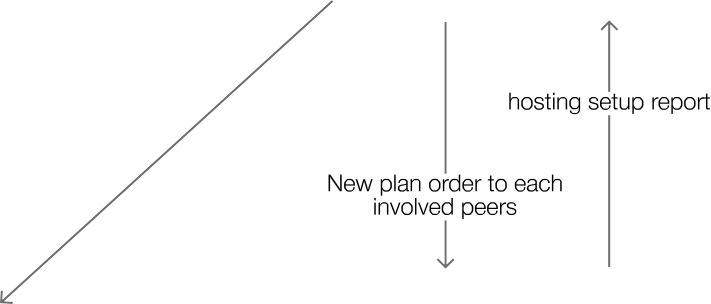 hosting setup report
New plan order to each
involved peers